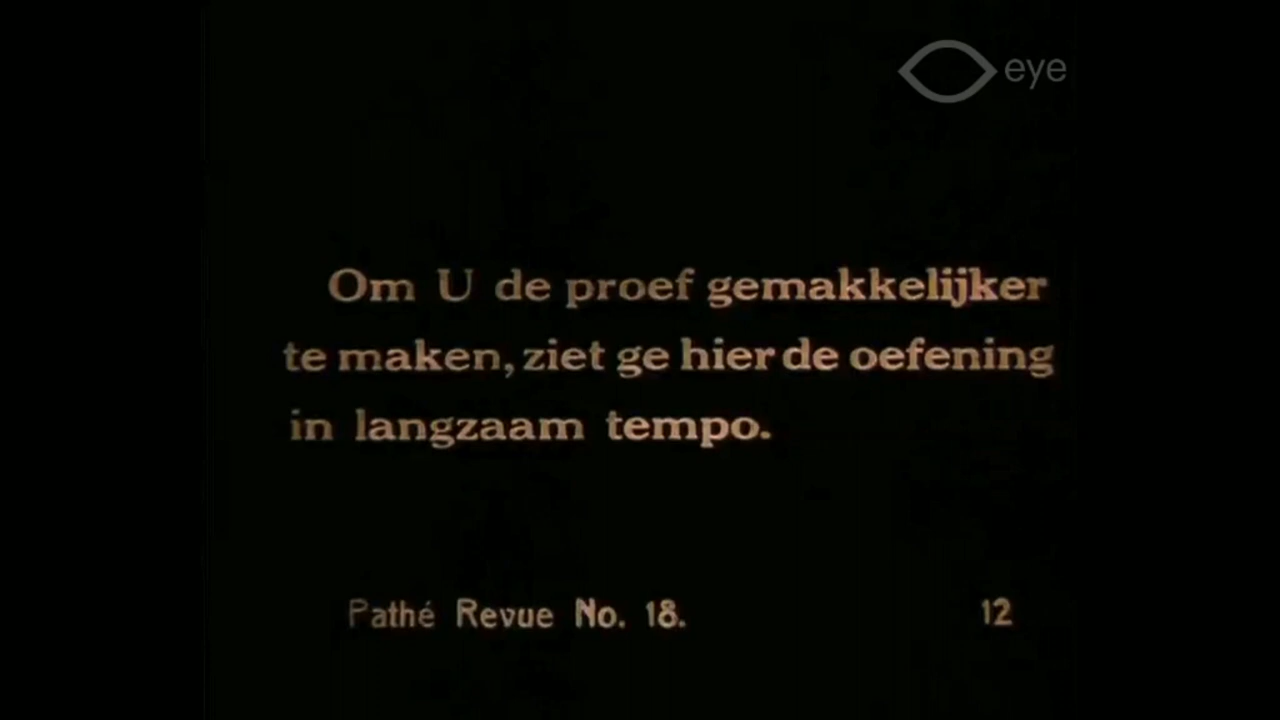 eye
Om U de proef gemakkelijker
te maken, ziet ge hier de oefening
in langzaam tempo.
Pathé Revue No. 18. 12